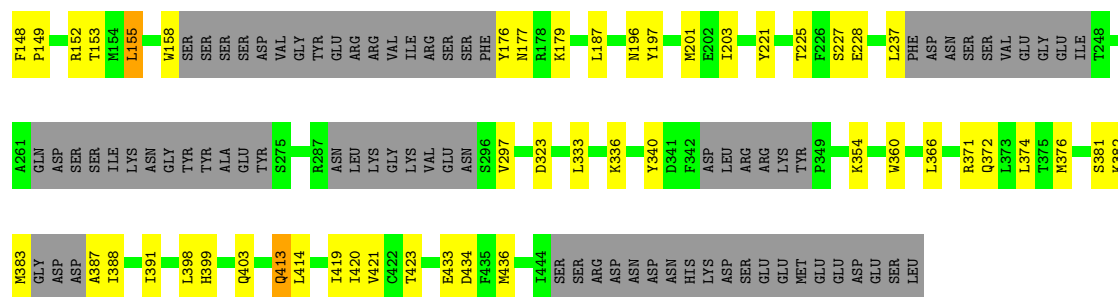 F148 P149 R152 T153 M154 L155 W158 SER SER SER SER ASP VAL GLY TYR GLU ARG ARG VAL ILE ARG SER SER PHE Y176 N177 R178 K179 L187 N196 Y197 M201 E202 I203 Y221 T225 F226 S227 E228 L237 PHE ASP ASN SER SER VAL GLU GLY GLU ILE T248
A261 GLN ASP SER SER ILE LYS ASN GLY TYR TYR ALA GLU TYR S275 R287 ASN LEU LYS GLY LYS VAL GLU ASN S296 V297 D323 L333 K336 Y340 D341 F342 ASP LEU ARG ARG LYS TYR P349 K354 W360 L366 R371 Q372 L373 L374 T375 M376 S381 K382
M383 GLY ASP ASP A387 I388 I391 L398 H399 Q403 Q413 L414 I419 I420 V421 C422 T423 E433 D434 F435 M436 I444 SER SER ARG ASP ASN ASP ASN HIS LYS ASP SER GLU GLU MET GLU GLU ASP GLU SER LEU